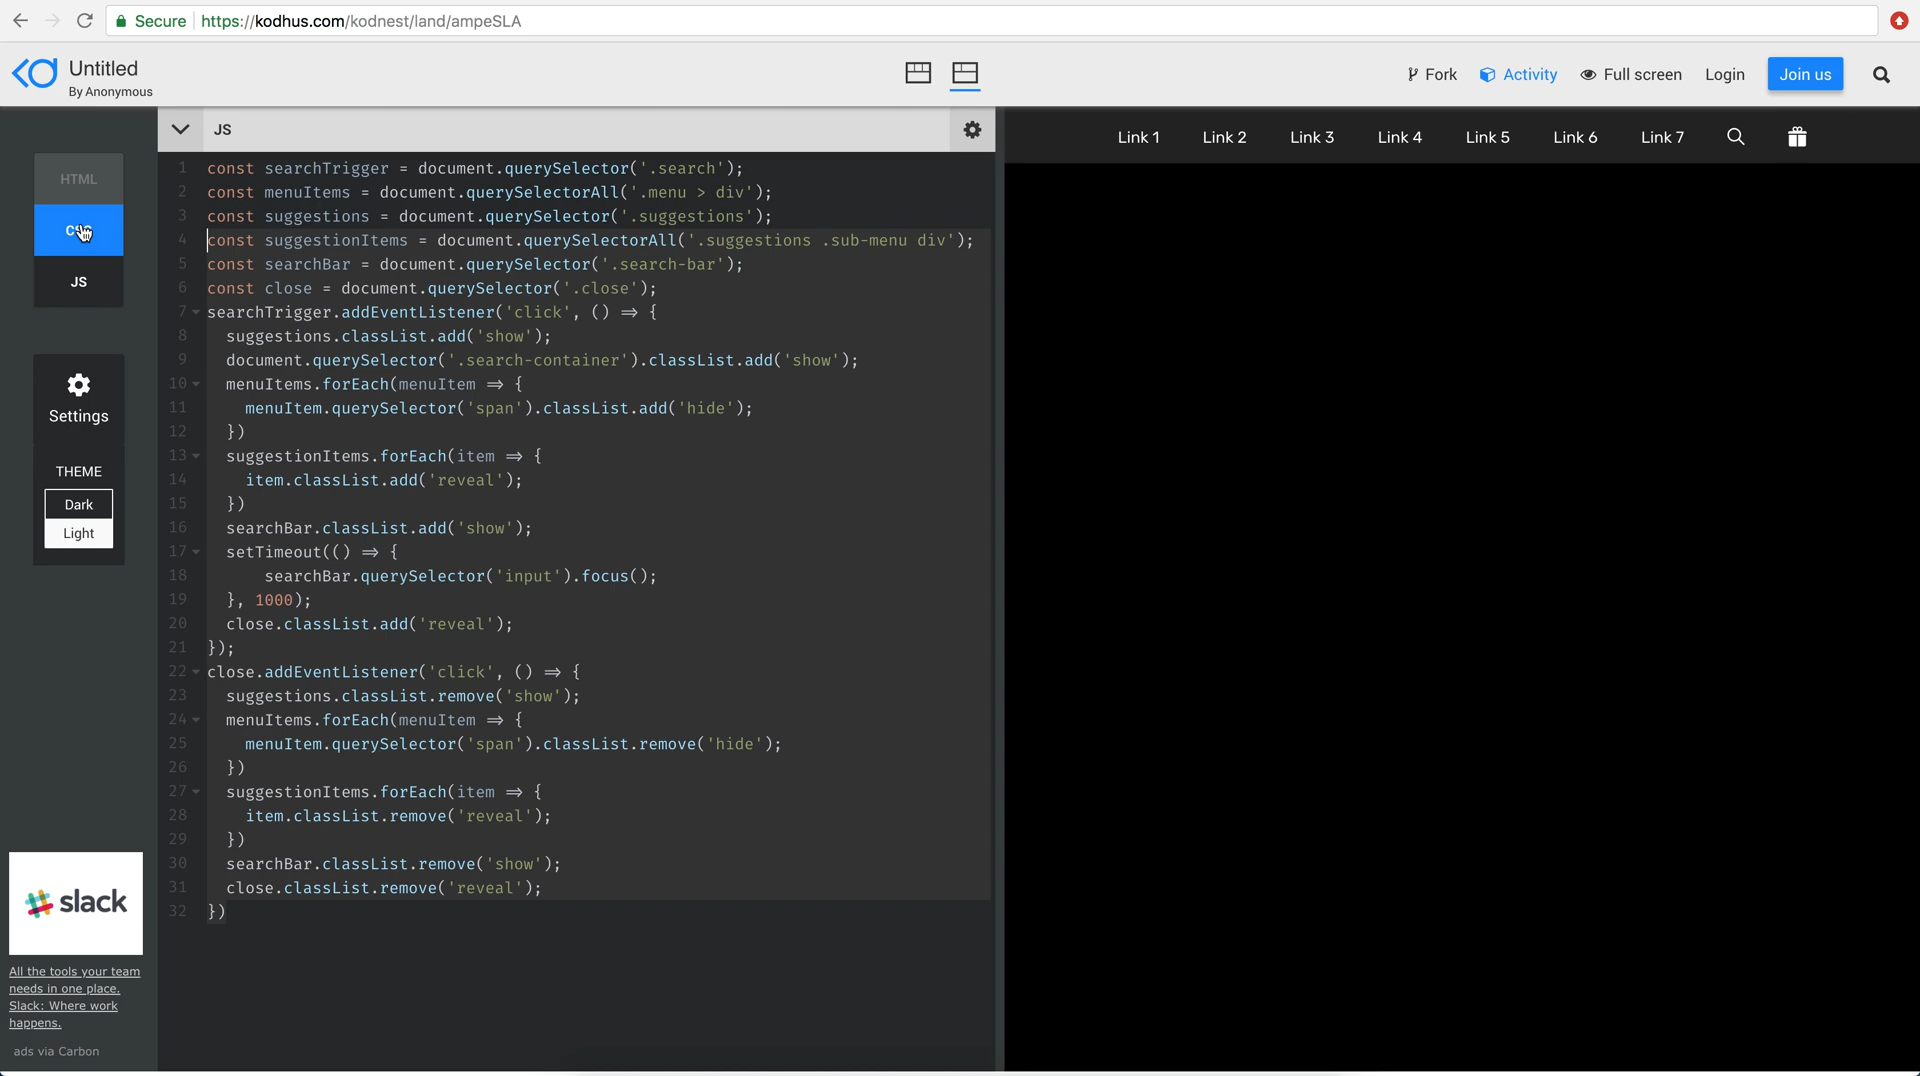 Secure https://kodhus.com/kodnest/land/ampeSLA
Untitled
By Anonymous
Fork Activity Full screen Login Join us
HTML
JS
Settings
THEME
Dark
Light
slack
All the tools your team
needs in one place.
Slack: Where work
happens.
ads via Carbon
JS
1 const searchTrigger = document.querySelector('.search');
2 const menuItems = document.querySelectorAll('.menu > div');
3 const suggestions = document.querySelector('.suggestions');
4 const suggestionItems = document.querySelectorAll('.suggestions .sub-menu div');
5 const searchBar = document.querySelector('.search-bar');
6 const close = document.querySelector('.close');
7 searchTrigger.addEventListener('click', () => {
8 suggestions.classList.add('show');
9 document.querySelector('.search-container').classList.add('show');
10 menuItems.forEach(menuItem => {
11 menuItem.querySelector('span').classList.add('hide');
12 })
13 suggestionItems.forEach(item => {
14 item.classList.add('reveal');
15 })
16 searchBar.classList.add('show');
17 setTimeout(() => {
18 searchBar.querySelector('input').focus();
19 }, 1000);
20 close.classList.add('reveal');
21 });
22 close.addEventListener('click', () => {
23 suggestions.classList.remove('show');
24 menuItems.forEach(menuItem => {
25 menuItem.querySelector('span').classList.remove('hide');
26 })
27 suggestionItems.forEach(item => {
28 item.classList.remove('reveal');
29 })
30 searchBar.classList.remove('show');
31 close.classList.remove('reveal');
32 })
Link 1 Link 2 Link 3 Link 4 Link 5 Link 6 Link 7